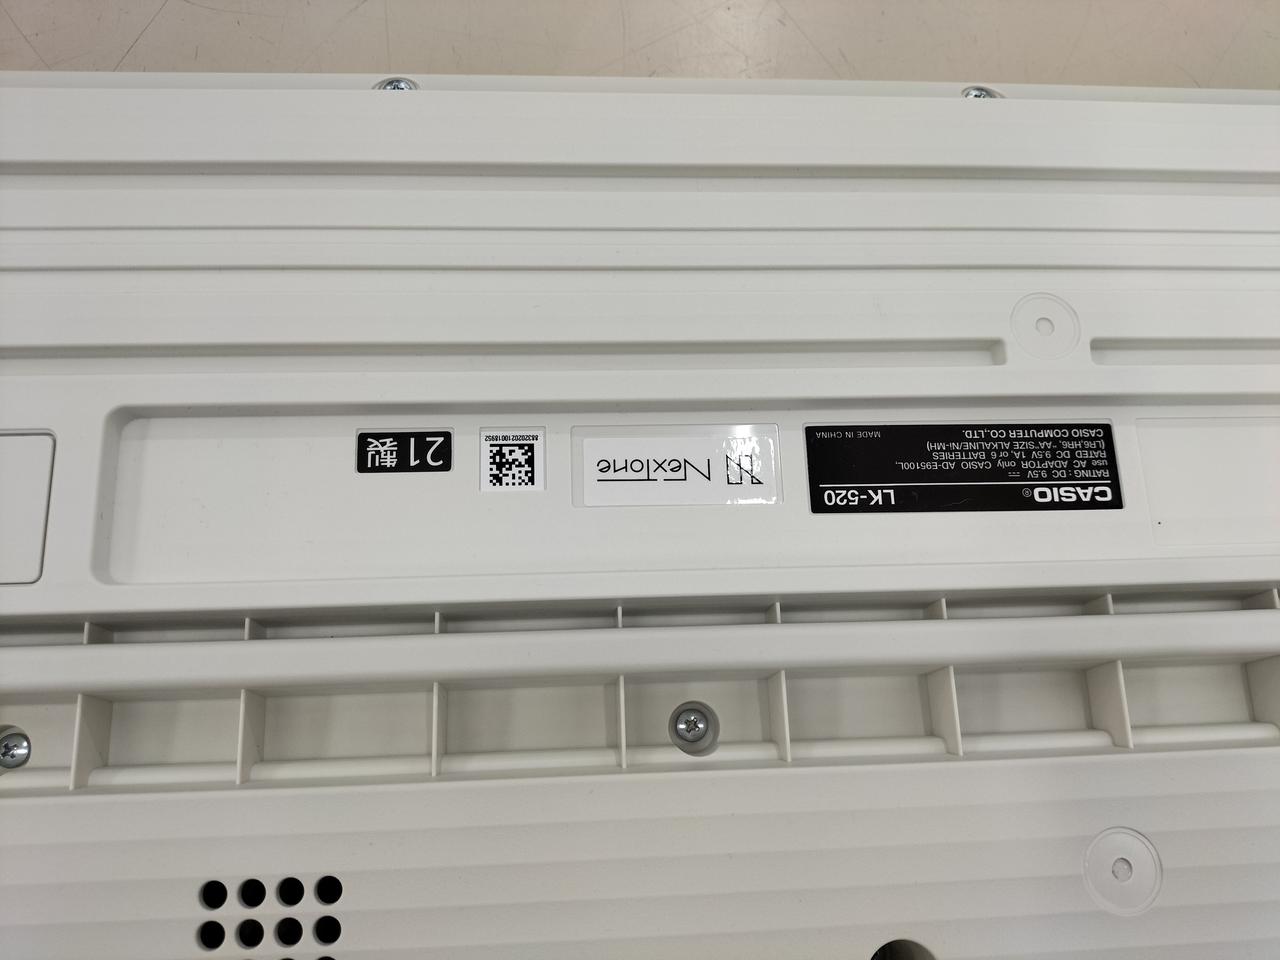 CASIO® LK-520
RATING : DC 9.5V ⎓
use AC ADAPTOR only CASIO AD-E95100L,
RATED DC 9.5V 1A, or 6 BATTERIES
(LR6,HR6, "AA"SIZE ALKALINE/NI-MH)
CASIO COMPUTER CO.,LTD. MADE IN CHINA
NexTone
8832020210018952
21製